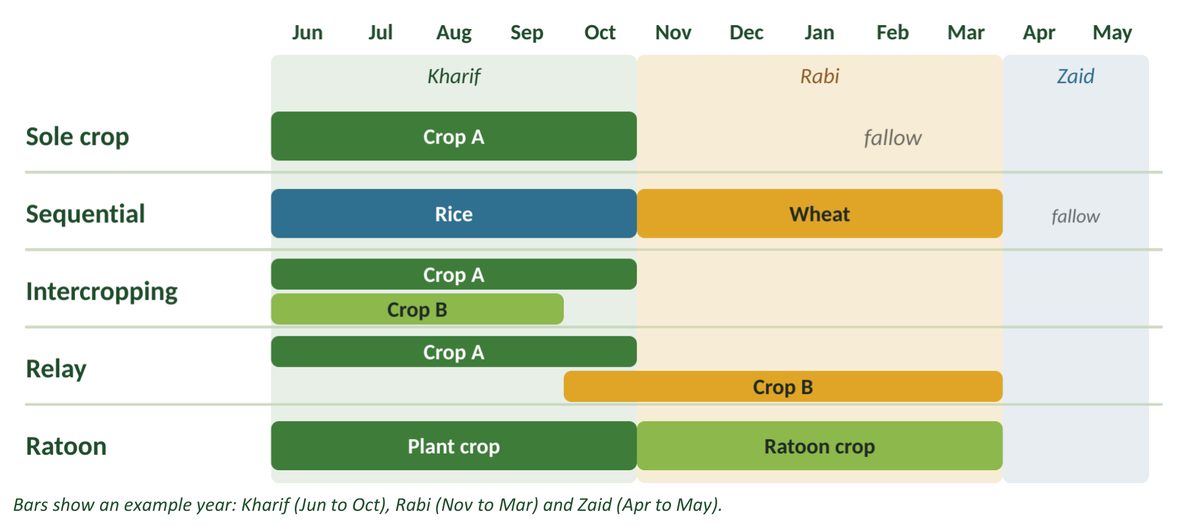 Jun Jul Aug Sep Oct Nov Dec Jan Feb Mar Apr May
Kharif Rabi Zaid
Sole crop Crop A fallow
Sequential Rice Wheat fallow
Intercropping Crop A
Crop B
Relay Crop A
Crop B
Ratoon Plant crop Ratoon crop
Bars show an example year: Kharif (Jun to Oct), Rabi (Nov to Mar) and Zaid (Apr to May).